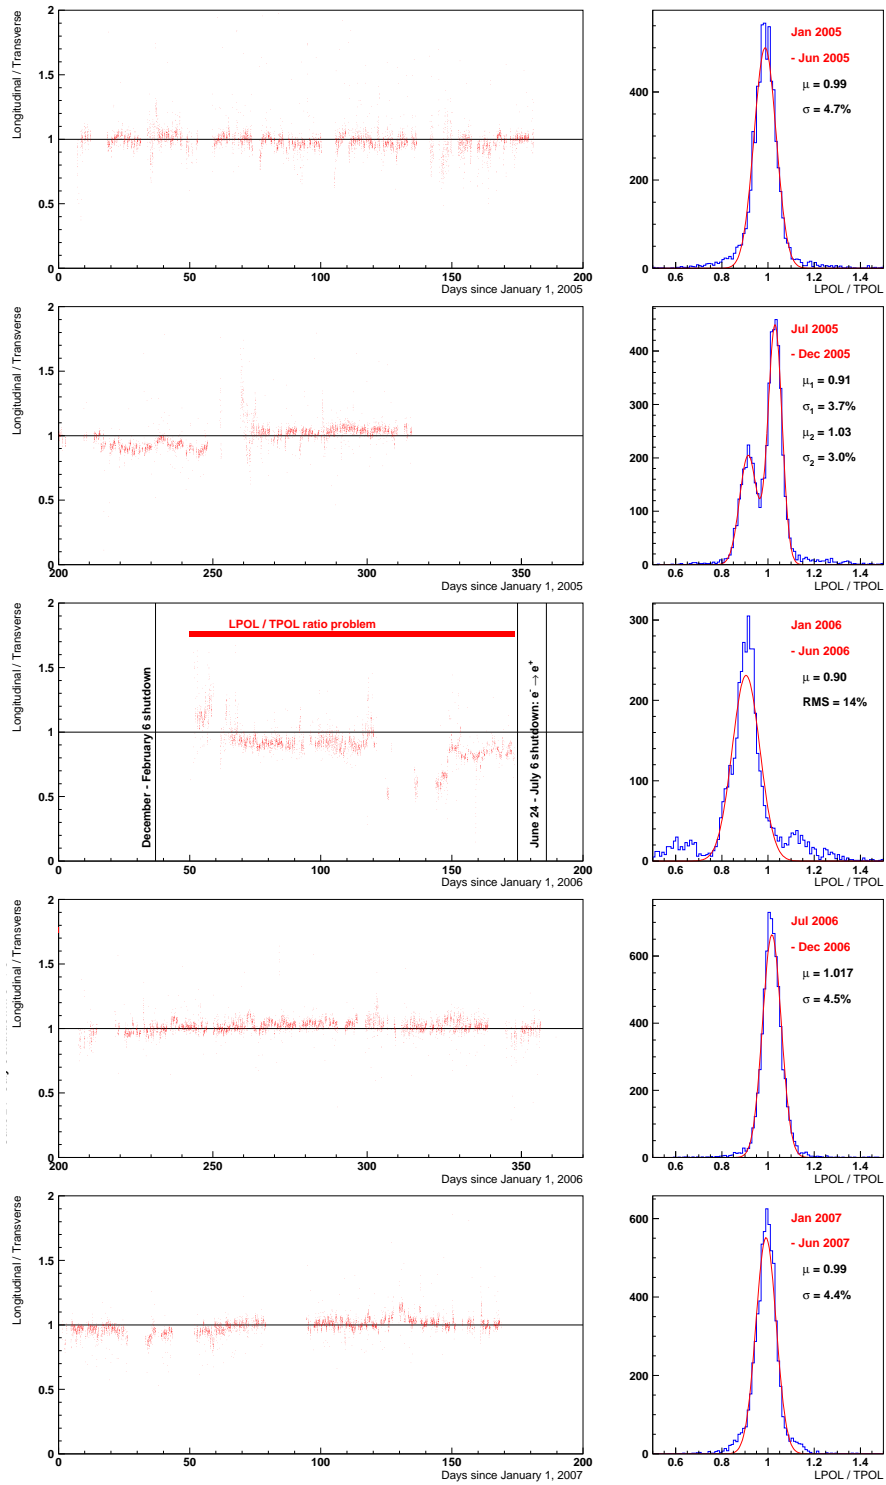 Longitudinal / Transverse
2
1.5
1
0.5
0
0 50 100 150 200
Days since January 1, 2005
Jan 2005
- Jun 2005
μ = 0.99
σ = 4.7%
400
200
0
0.6 0.8 1 1.2 1.4
LPOL / TPOL
Longitudinal / Transverse
2
1.5
1
0.5
0
200 250 300 350
Days since January 1, 2005
Jul 2005
- Dec 2005
μ1 = 0.91
σ1 = 3.7%
μ2 = 1.03
σ2 = 3.0%
400
300
200
100
0
0.6 0.8 1 1.2 1.4
LPOL / TPOL
Longitudinal / Transverse
2
1.5
1
0.5
0
LPOL / TPOL ratio problem
December - February 6 shutdown
June 24 - July 6 shutdown: e- → e+
0 50 100 150 200
Days since January 1, 2006
Jan 2006
- Jun 2006
μ = 0.90
RMS = 14%
300
200
100
0
0.6 0.8 1 1.2 1.4
LPOL / TPOL
Longitudinal / Transverse
2
1.5
1
0.5
0
200 250 300 350
Days since January 1, 2006
Jul 2006
- Dec 2006
μ = 1.017
σ = 4.5%
600
400
200
0
0.6 0.8 1 1.2 1.4
LPOL / TPOL
Longitudinal / Transverse
2
1.5
1
0.5
0
0 50 100 150 200
Days since January 1, 2007
Jan 2007
- Jun 2007
μ = 0.99
σ = 4.4%
600
400
200
0
0.6 0.8 1 1.2 1.4
LPOL / TPOL